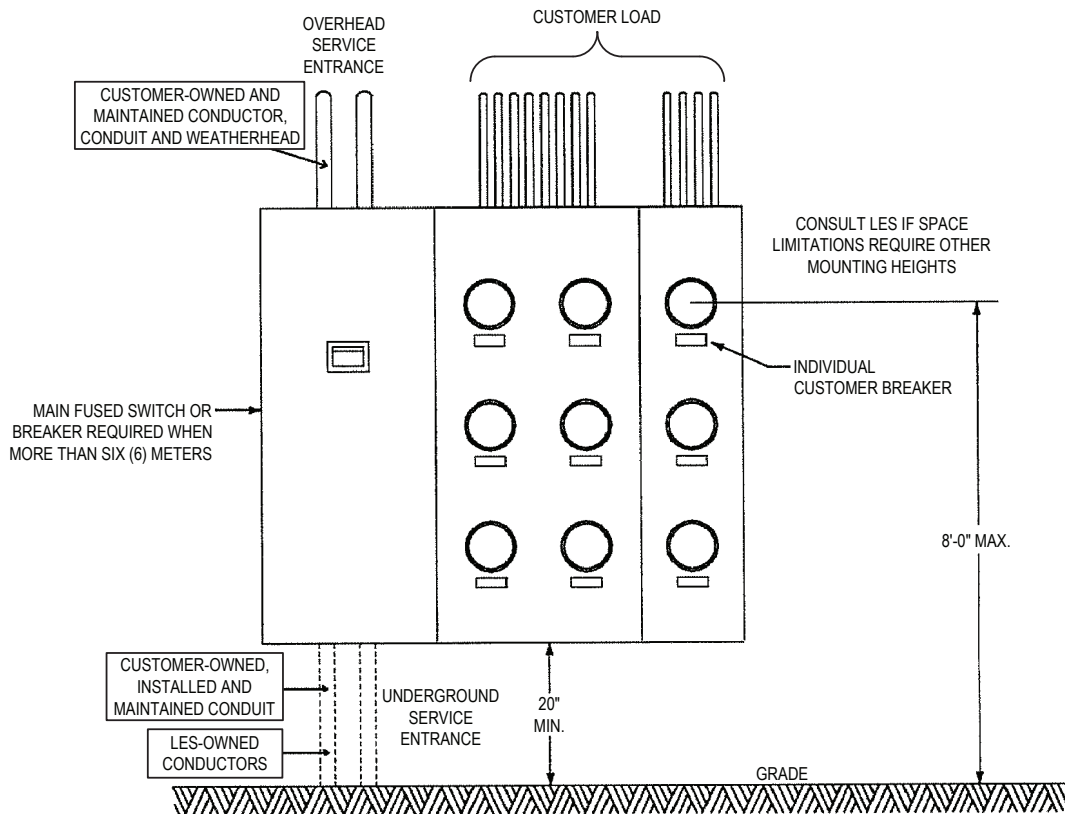 OVERHEAD
SERVICE
ENTRANCE
CUSTOMER LOAD
CUSTOMER-OWNED AND
MAINTAINED CONDUCTOR,
CONDUIT AND WEATHERHEAD
CONSULT LES IF SPACE
LIMITATIONS REQUIRE OTHER
MOUNTING HEIGHTS
INDIVIDUAL
CUSTOMER BREAKER
MAIN FUSED SWITCH OR
BREAKER REQUIRED WHEN
MORE THAN SIX (6) METERS
8'-0" MAX.
CUSTOMER-OWNED,
INSTALLED AND
MAINTAINED CONDUIT
UNDERGROUND
SERVICE
ENTRANCE
20"
MIN.
LES-OWNED
CONDUCTORS
GRADE